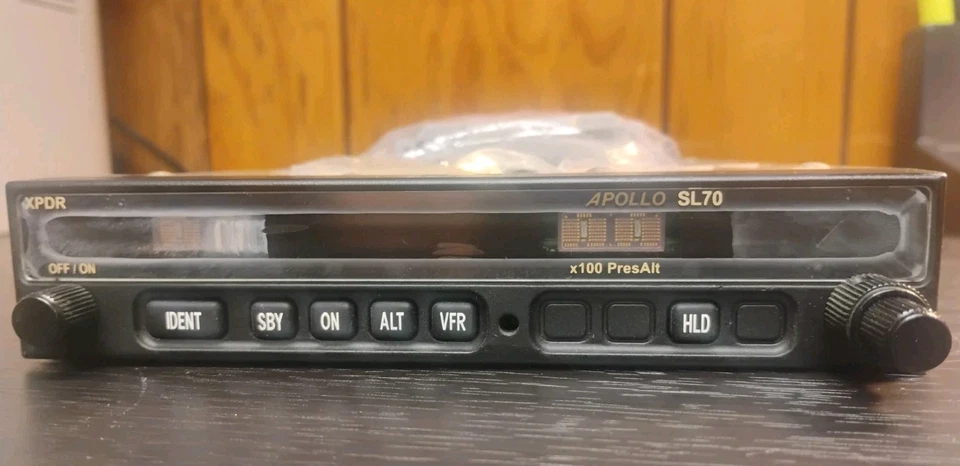 XPDR
APOLLO SL70
OFF / ON
x100 PresAlt
IDENT
SBY
ON
ALT
VFR
HLD